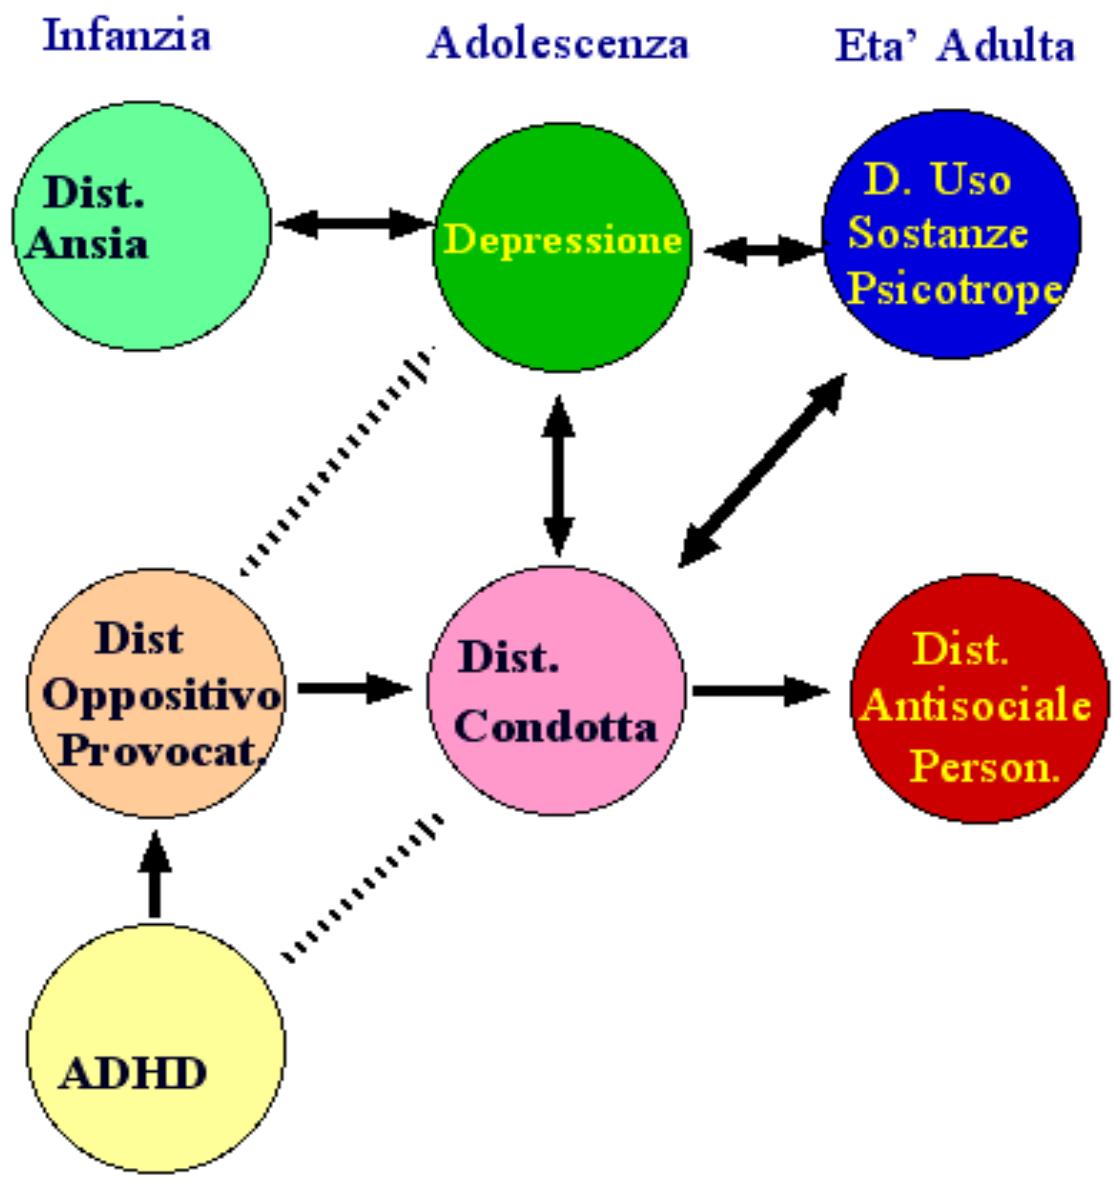 Infanzia
Adolescenza
Eta' Adulta
Dist.
Ansia
Depressione
D. Uso
Sostanze
Psicotrope
Dist
Oppositivo
Provocat.
Dist.
Condotta
Dist.
Antisociale
Person.
ADHD